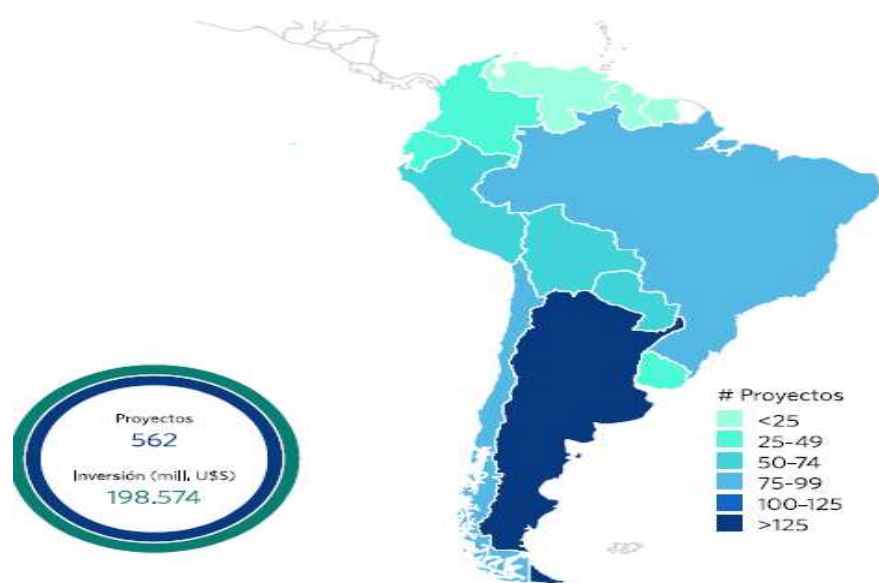 Proyectos
562
Inversión (mill. U$S)
198.574
# Proyectos
<25
25-49
50-74
75-99
100-125
>125